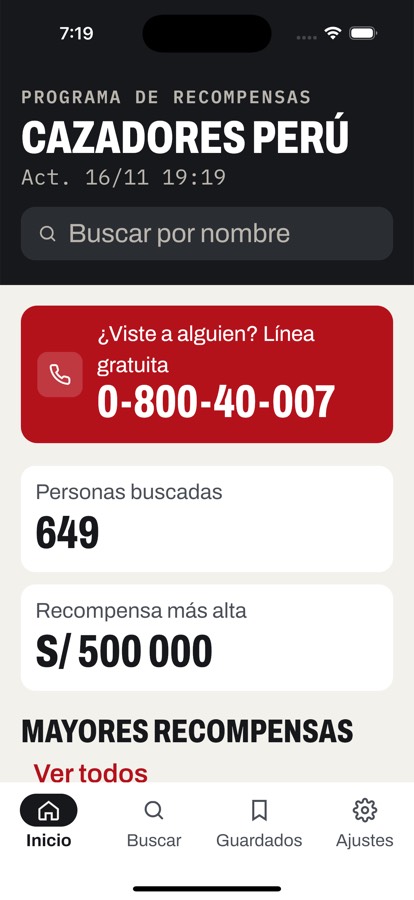 7:19
PROGRAMA DE RECOMPENSAS
CAZADORES PERÚ
Act. 16/11 19:19
Buscar por nombre
¿Viste a alguien? Línea
gratuita
0-800-40-007
Personas buscadas
649
Recompensa más alta
S/ 500 000
MAYORES RECOMPENSAS
Ver todos
Inicio
Buscar
Guardados
Ajustes